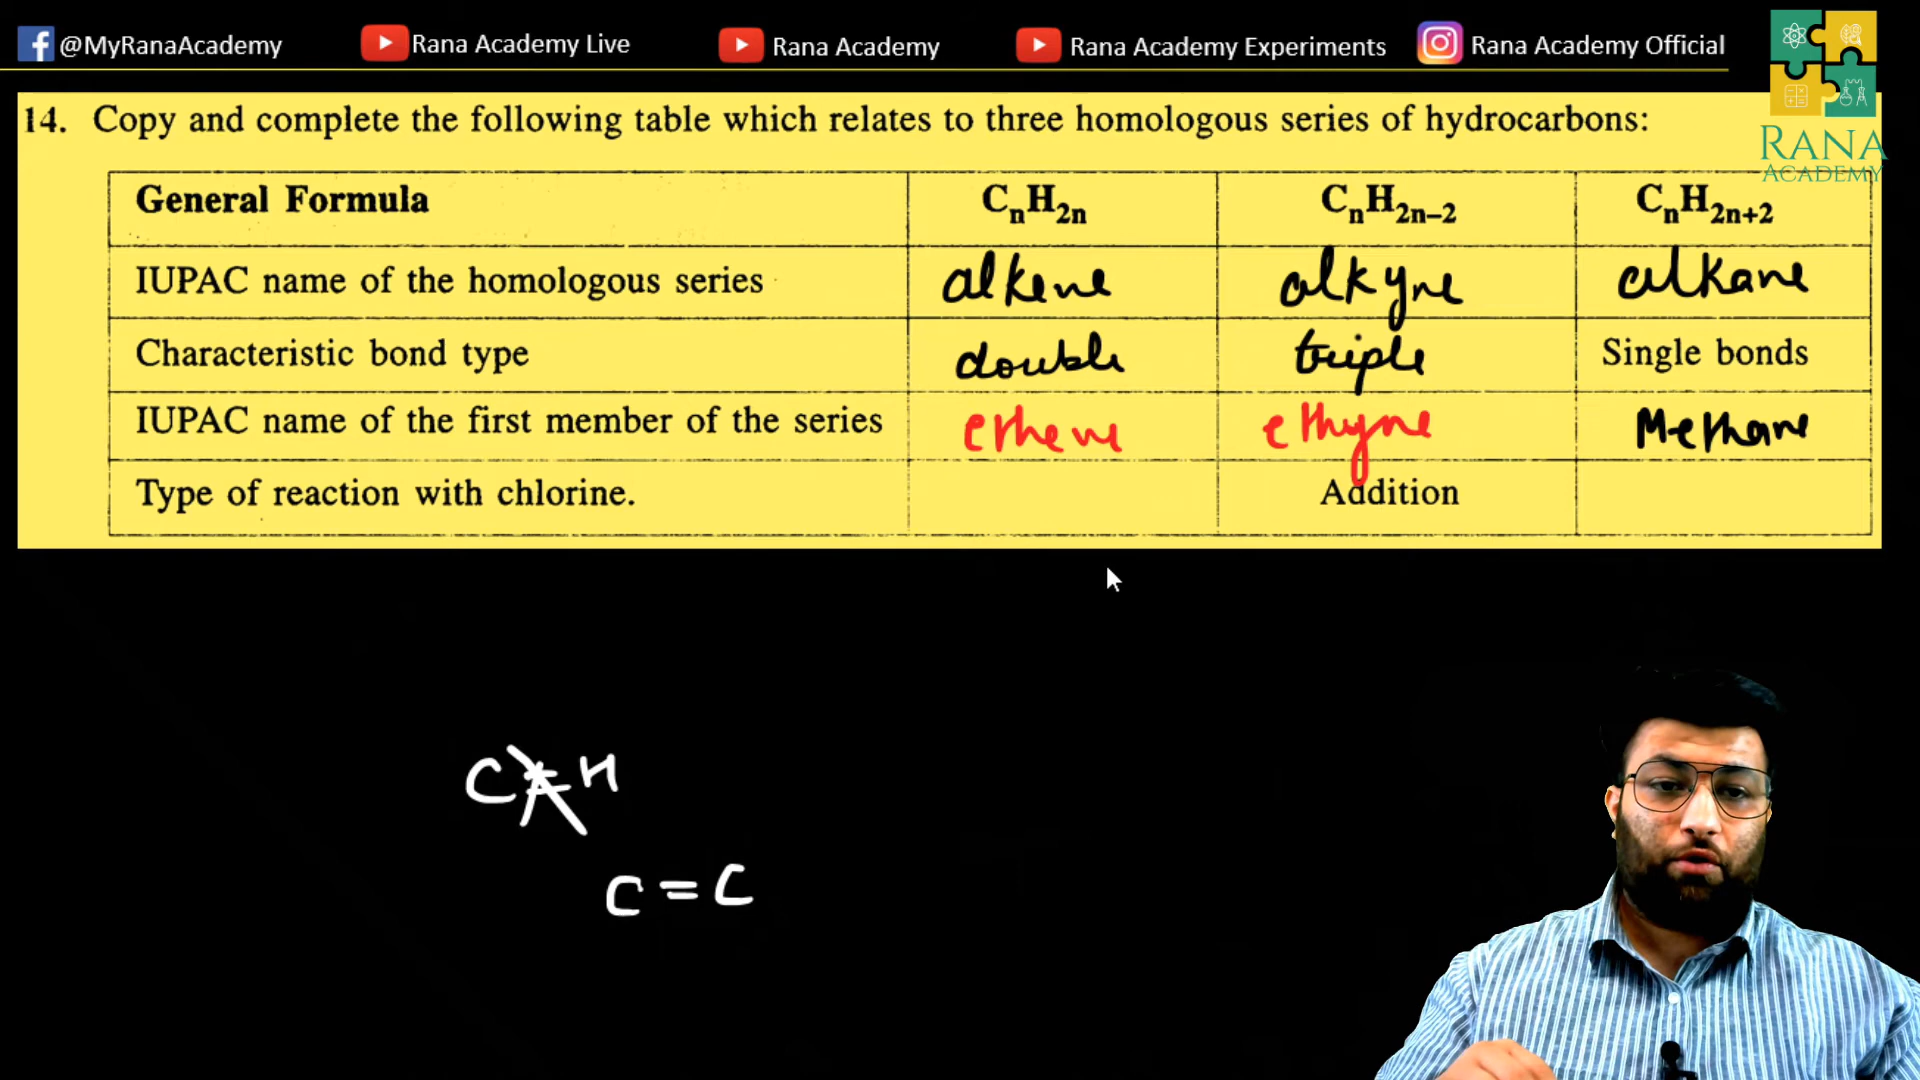 @MyRanaAcademy Rana Academy Live Rana Academy Rana Academy Experiments Rana Academy Official
RANA
ACADEMY
14. Copy and complete the following table which relates to three homologous series of hydrocarbons:
General Formula CₙH₂ₙ CₙH₂ₙ₋₂ CₙH₂ₙ₊₂
IUPAC name of the homologous series alkene alkyne alkane
Characteristic bond type double triple Single bonds
IUPAC name of the first member of the series ethene ethyne Methane
Type of reaction with chlorine. Addition
C H
C = C